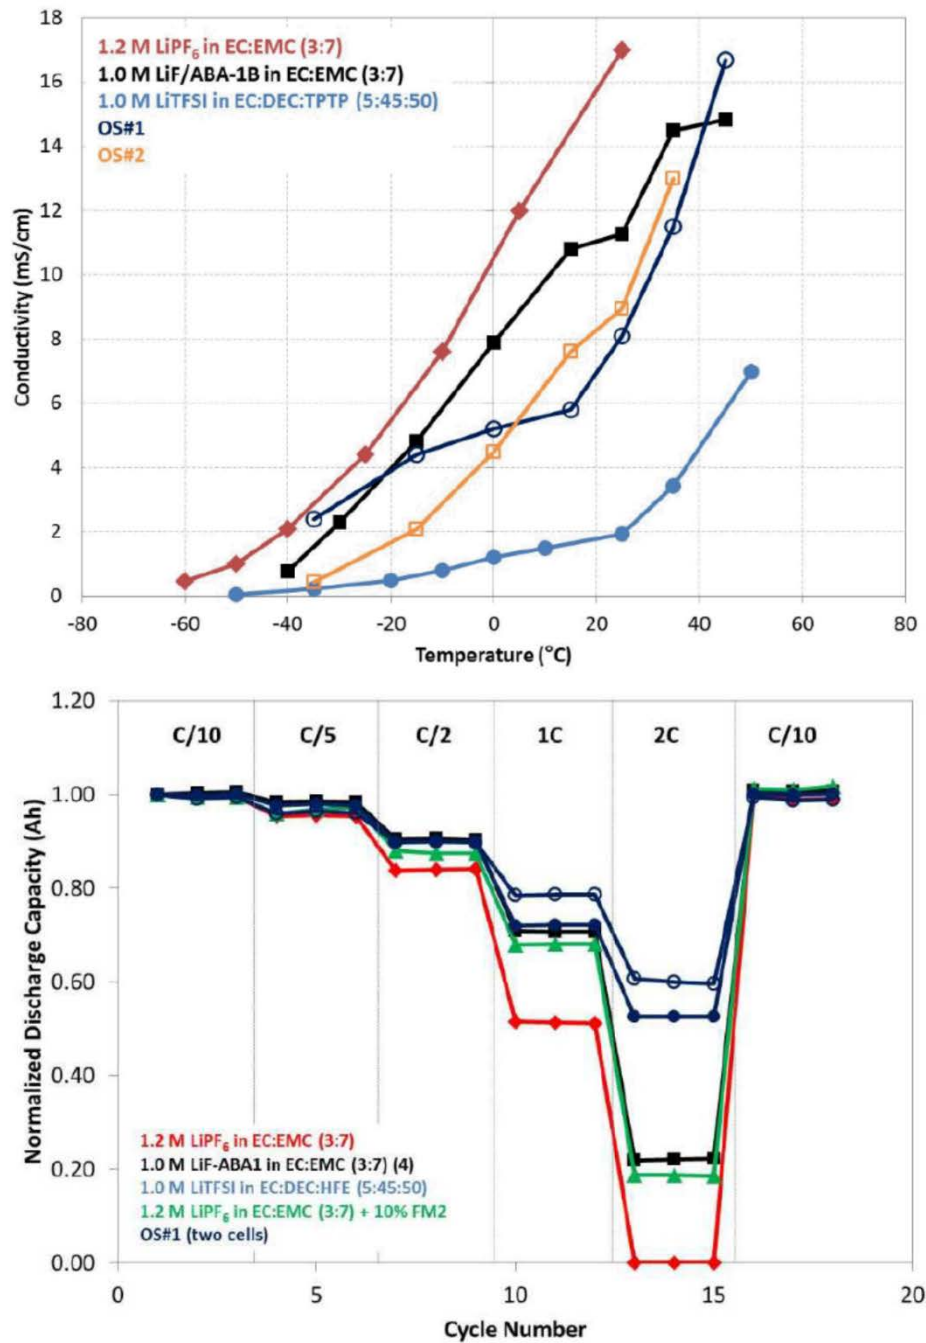 18
16
14
12
10
8
6
4
2
0
Conductivity (mS/cm)
1.2 M LiPF6 in EC:EMC (3:7)
1.0 M LiF/ABA-1B in EC:EMC (3:7)
1.0 M LiTFSI in EC:DEC:TPTP (5:45:50)
OS#1
OS#2
-80 -60 -40 -20 0 20 40 60 80
Temperature (°C)
1.20
1.00
0.80
0.60
0.40
0.20
0.00
Normalized Discharge Capacity (Ah)
C/10 C/5 C/2 1C 2C C/10
1.2 M LiPF6 in EC:EMC (3:7)
1.0 M LiF-ABA1 in EC:EMC (3:7) (4)
1.0 M LiTFSI in EC:DEC:HFE (5:45:50)
1.2 M LiPF6 in EC:EMC (3:7) + 10% FM2
OS#1 (two cells)
0 5 10 15 20
Cycle Number